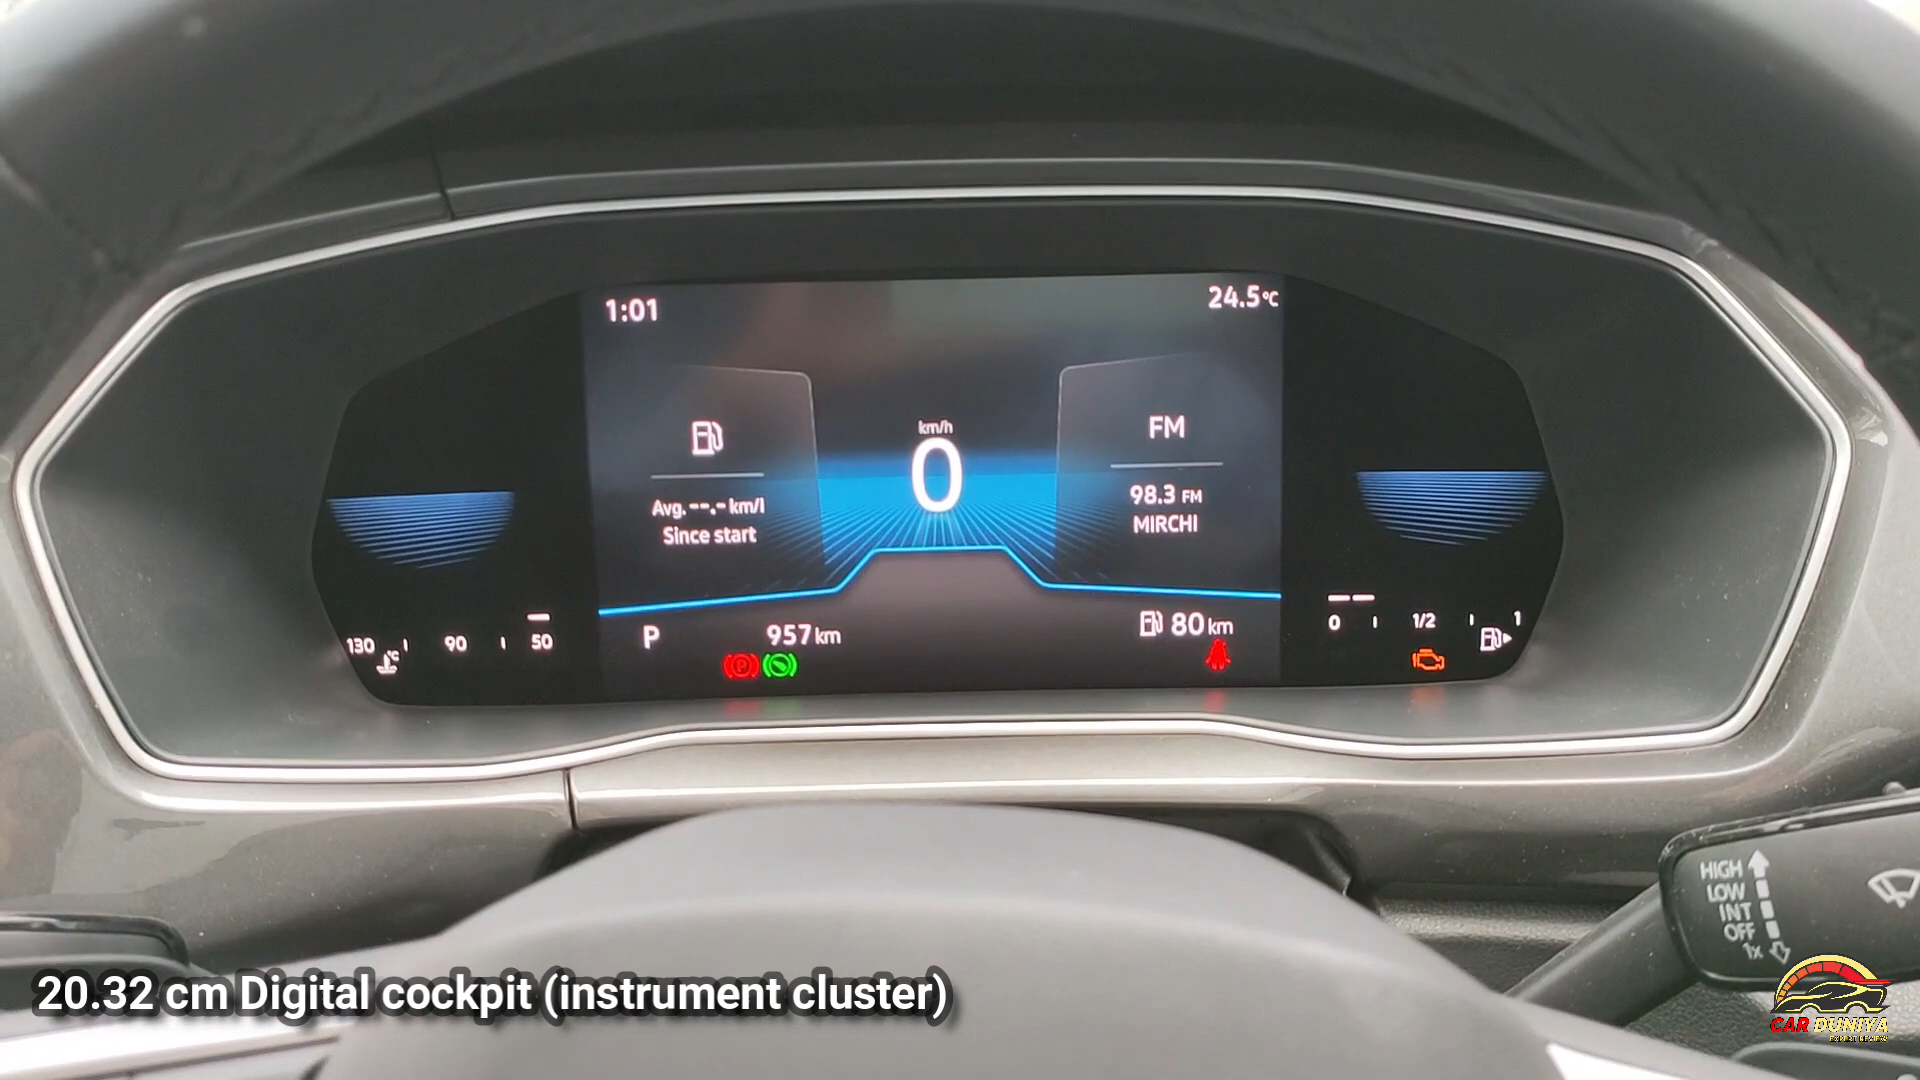 1:01
24.5°C
km/h
0
FM
98.3 FM
MIRCHI
Avg. --.- km/l
Since start
P
957 km
80 km
130 90 50
0 1/2 1
HIGH
LOW
INT
OFF
1x
20.32 cm Digital cockpit (instrument cluster)
CAR DUNIYA
EXPERT REVIEW